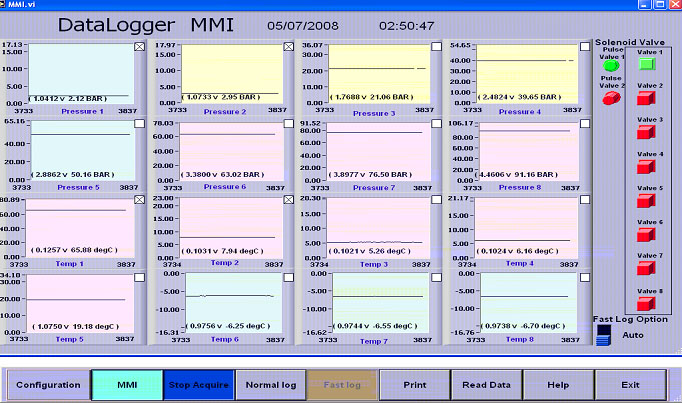 MMI.vi
DataLogger MMI 05/07/2008 02:50:47
17.13 17.97 36.07 54.65
15.00 15.00 30.00 50.00
10.00 10.00 40.00
20.00 30.00
5.00 5.00 10.00 20.00
10.00
0.00 0.00 0.00 0.00
( 1.0412 v 2.12 BAR ) ( 1.0733 v 2.95 BAR ) ( 1.7688 v 21.06 BAR ) ( 2.4824 v 39.65 BAR )
3733 3837 3733 3837 3733 3837 3733 3837
Pressure 1 Pressure 2 Pressure 3 Pressure 4
65.16 78.03 91.52 106.17
60.00 80.00 80.00
40.00 60.00 60.00
40.00 40.00
20.00 20.00 20.00 20.00
0.00 0.00 0.00 0.00
( 2.8862 v 50.16 BAR ) ( 3.3800 v 63.02 BAR ) ( 3.8977 v 76.50 BAR ) ( 4.4606 v 91.16 BAR )
3733 3837 3733 3837 3733 3837 3733 3837
Pressure 5 Pressure 6 Pressure 7 Pressure 8
80.89 23.00 20.30 21.17
60.00 20.00 15.00 15.00
40.00 15.00 10.00 10.00
20.00 10.00 5.00 5.00
5.00
0.00 0.00 0.00 0.00
( 0.1257 v 65.88 degC ) ( 0.1031 v 7.94 degC ) ( 0.1021 v 5.26 degC ) ( 0.1024 v 6.16 degC )
3733 3837 3733 3837 3734 3837 3734 3837
Temp 1 Temp 2 Temp 3 Temp 4
34.10 0.00 0.00 0.00
30.00
20.00 -5.00 -5.00 -5.00
10.00 -10.00 -10.00 -10.00
0.00 -16.31 -16.62 -16.76
( 1.0750 v 19.18 degC ) ( 0.9756 v -6.25 degC ) ( 0.9744 v -6.55 degC ) ( 0.9738 v -6.70 degC )
3733 3837 3733 3837 3733 3837 3733 3837
Temp 5 Temp 6 Temp 7 Temp 8
Solenoid Valve
Pulse Valve 1
Valve 1
Pulse Valve 2
Valve 2
Valve 3
Valve 4
Valve 5
Valve 6
Valve 7
Valve 8
Fast Log Option
Auto
Configuration MMI Stop Acquire Normal log Fast log Print Read Data Help Exit